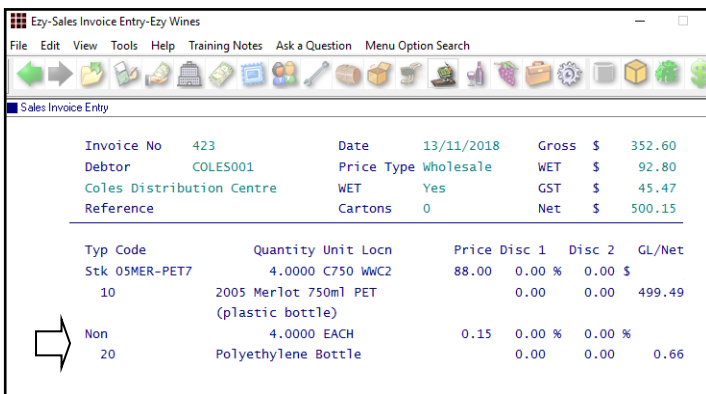 Ezy-Sales Invoice Entry-Ezy Wines
File Edit View Tools Help Training Notes Ask a Question Menu Option Search
Sales Invoice Entry
Invoice No 423 Date 13/11/2018 Gross $ 352.60
Debtor COLES001 Price Type Wholesale WET $ 92.80
Coles Distribution Centre WET Yes GST $ 45.47
Reference Cartons 0 Net $ 500.15
Typ Code Quantity Unit Locn Price Disc 1 Disc 2 GL/Net
Stk 05MER-PET7 4.0000 C750 WWC2 88.00 0.00 % 0.00 $
10 2005 Merlot 750ml PET 0.00 0.00 499.49
(plastic bottle)
Non 4.0000 EACH 0.15 0.00 % 0.00 %
20 Polyethylene Bottle 0.00 0.00 0.66